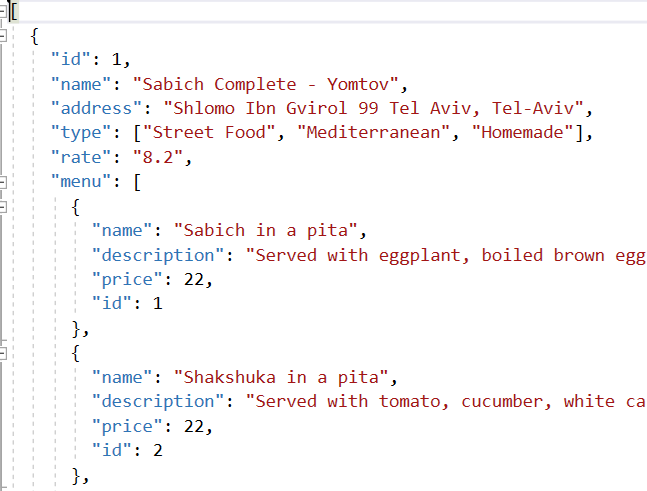 [
{
"id": 1,
"name": "Sabich Complete - Yomtov",
"address": "Shlomo Ibn Gvirol 99 Tel Aviv, Tel-Aviv",
"type": ["Street Food", "Mediterranean", "Homemade"],
"rate": "8.2",
"menu": [
{
"name": "Sabich in a pita",
"description": "Served with eggplant, boiled brown egg
"price": 22,
"id": 1
},
{
"name": "Shakshuka in a pita",
"description": "Served with tomato, cucumber, white ca
"price": 22,
"id": 2
},